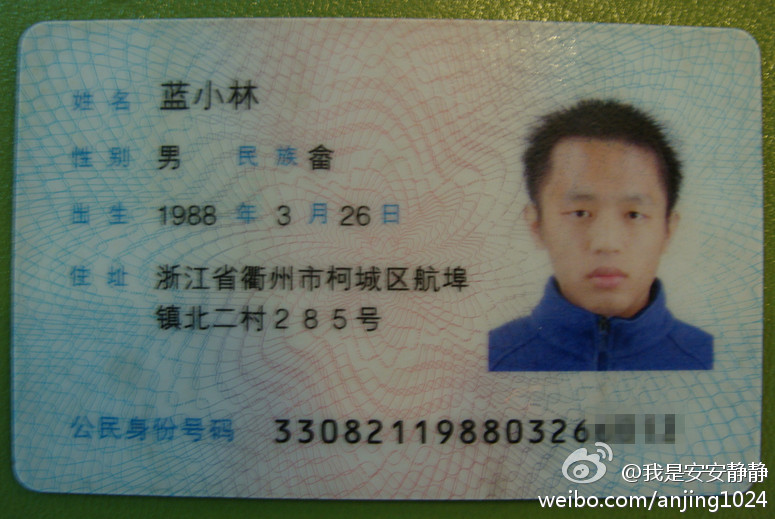 姓名 蓝小林
性别 男 民族 畲
出生 1988 年 3 月 26 日
住址 浙江省衢州市柯城区航埠
镇北二村285号
公民身份号码 33082119880326
@我是安安静静
weibo.com/anjing1024